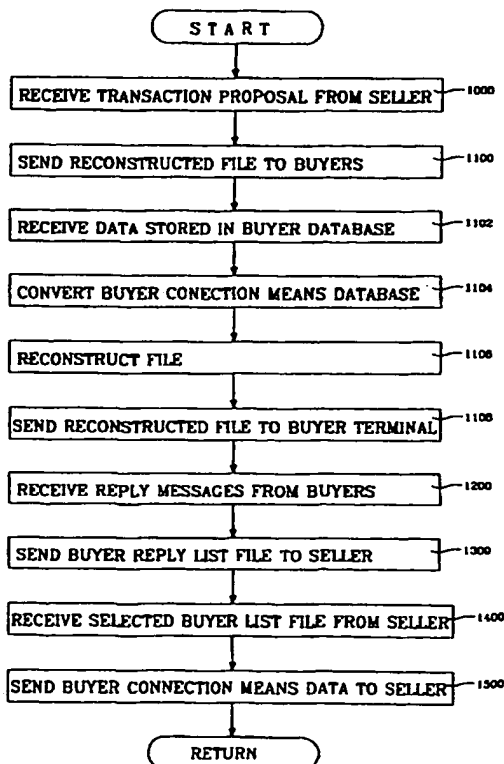 START
RECEIVE TRANSACTION PROPOSAL FROM SELLER 1000
SEND RECONSTRUCTED FILE TO BUYERS 1100
RECEIVE DATA STORED IN BUYER DATABASE 1102
CONVERT BUYER CONECTION MEANS DATABASE 1104
RECONSTRUCT FILE 1106
SEND RECONSTRUCTED FILE TO BUYER TERMINAL 1108
RECEIVE REPLY MESSAGES FROM BUYERS 1200
SEND BUYER REPLY LIST FILE TO SELLER 1300
RECEIVE SELECTED BUYER LIST FILE FROM SELLER 1400
SEND BUYER CONNECTION MEANS DATA TO SELLER 1500
RETURN